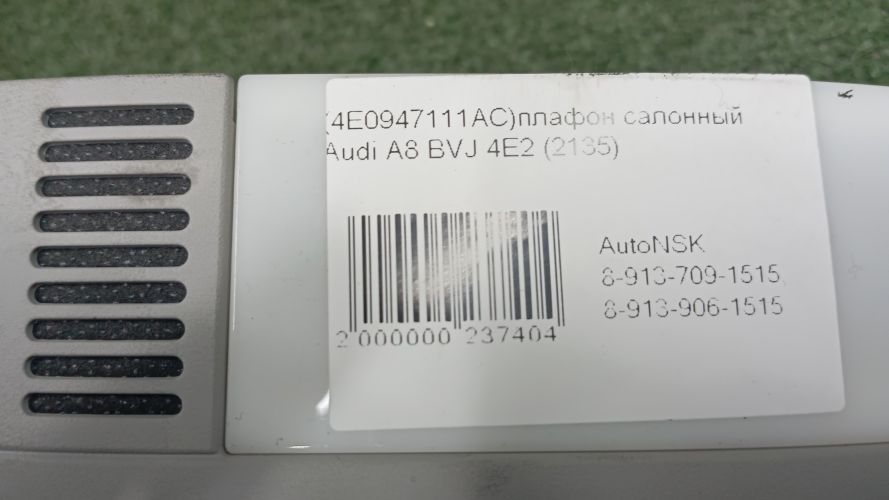 (4E0947111AC)плафон салонный
Audi A8 BVJ 4E2 (2135)
AutoNSK
8-913-709-1515,
8-913-906-1515
2 000000 237404